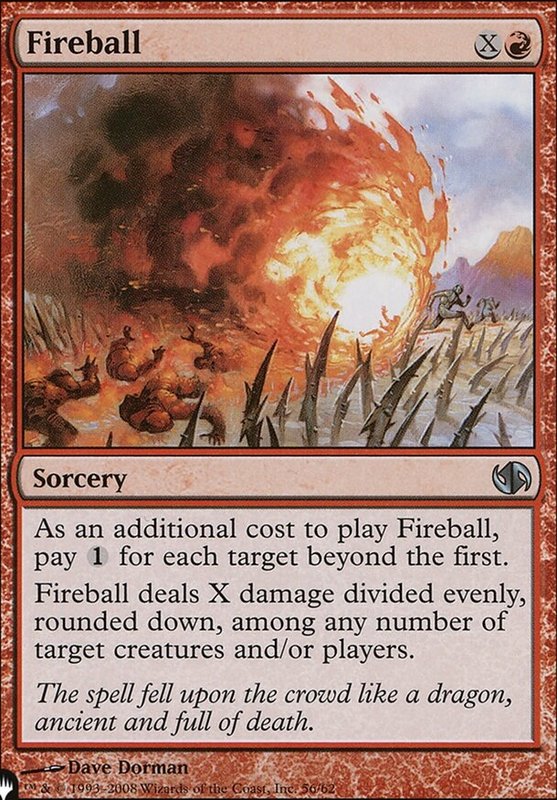 Fireball
X
Sorcery
As an additional cost to play Fireball,
pay 1 for each target beyond the first.
Fireball deals X damage divided evenly,
rounded down, among any number of
target creatures and/or players.
The spell fell upon the crowd like a dragon,
ancient and full of death.
Dave Dorman
™ & © 1993–2008 Wizards of the Coast, Inc. 56/62